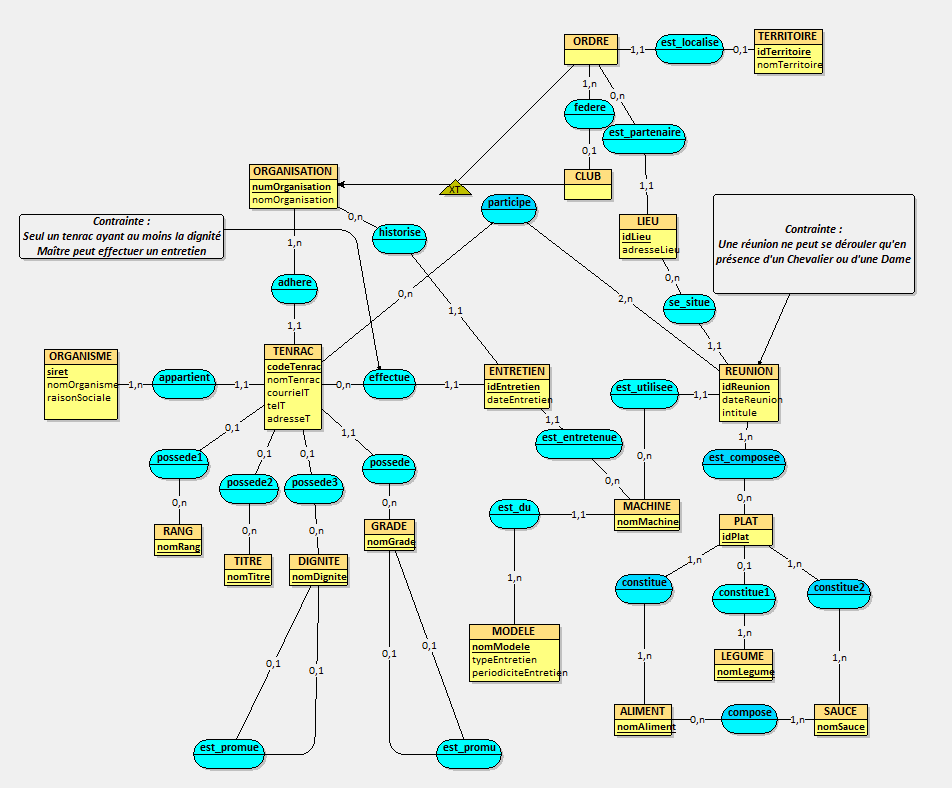 ORDRE
1,1
est_localise
0,1
TERRITOIRE
idTerritoire
nomTerritoire
1,n
0,n
federe
est_partenaire
0,1
1,1
ORGANISATION
numOrganisation
nomOrganisation
XT
CLUB
participe
LIEU
idLieu
adresseLieu
Contrainte :
Seul un tenrac ayant au moins la dignité
Maître peut effectuer un entretien
Contrainte :
Une réunion ne peut se dérouler qu'en
présence d'un Chevalier ou d'une Dame
0,n
historise
1,n
adhere
0,n
0,n
se_situe
2,n
1,1
1,1
1,1
ORGANISME
siret
nomOrganisme
raisonSociale
1,n
appartient
1,1
TENRAC
codeTenrac
nomTenrac
courrielT
telT
adresseT
0,n
effectue
1,1
ENTRETIEN
idEntretien
dateEntretien
est_utilisee
1,1
REUNION
idReunion
dateReunion
intitule
0,1
0,1
0,1
1,1
1,1
est_entretenue
0,n
0,n
1,n
est_composee
possede1
possede2
possede3
possede
0,n
0,n
0,n
0,n
0,n
RANG
nomRang
TITRE
nomTitre
DIGNITE
nomDignite
GRADE
nomGrade
est_du
1,1
MACHINE
nomMachine
PLAT
idPlat
1,n
0,1
1,n
1,n
constitue
constitue1
constitue2
MODELE
nomModele
typeEntretien
periodiciteEntretien
1,n
1,n
1,n
LEGUME
nomLegume
0,1
0,1
0,1
0,1
ALIMENT
nomAliment
0,n
compose
1,n
SAUCE
nomSauce
est_promue
est_promu